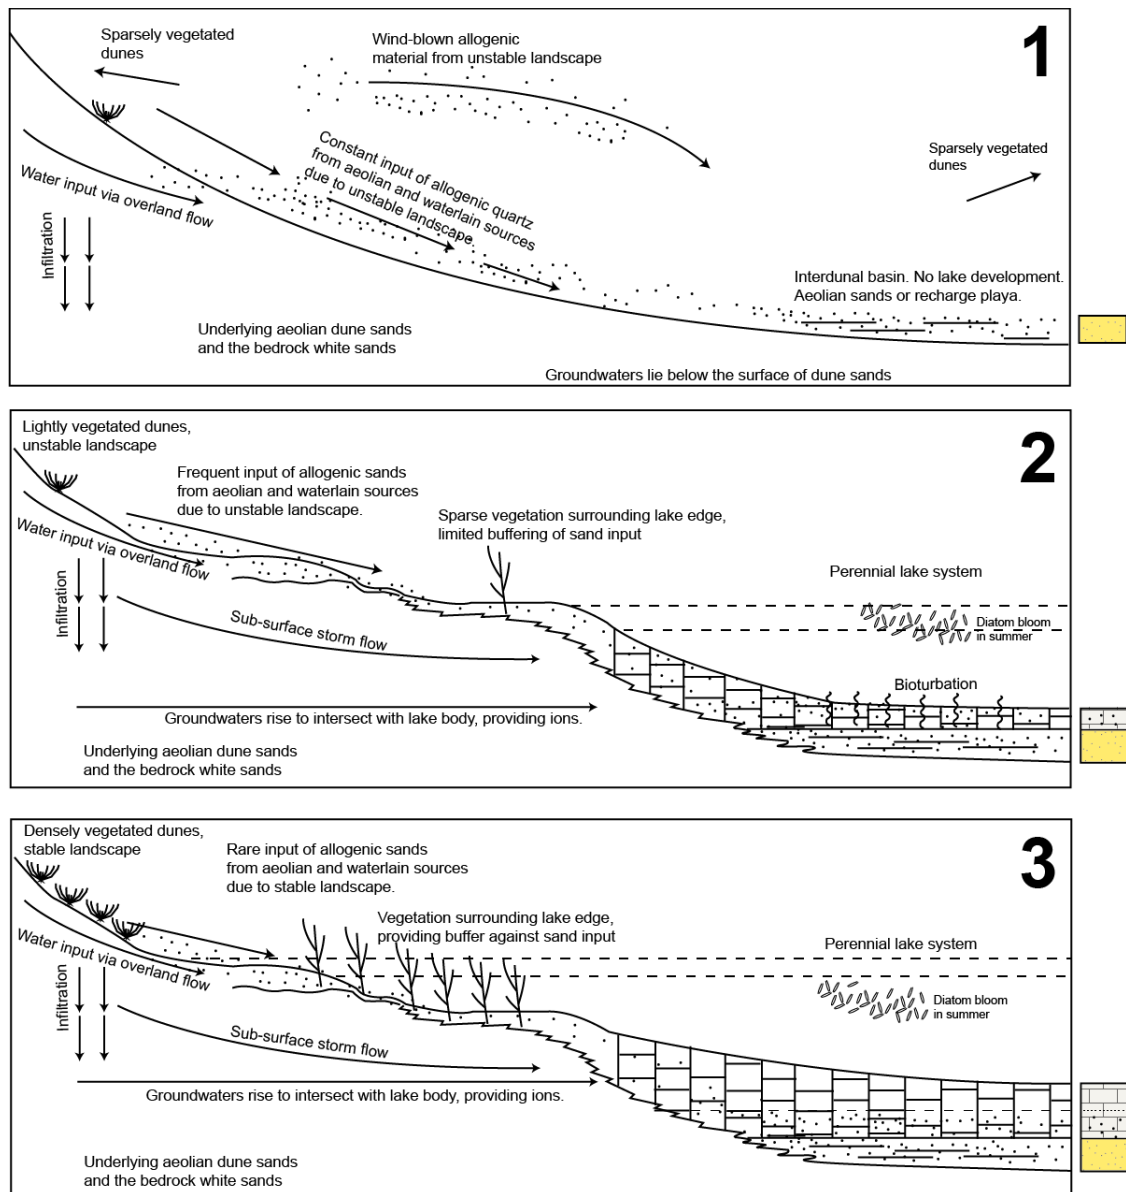 1
Sparsely vegetated
dunes
Wind-blown allogenic
material from unstable landscape
Constant input of allogenic quartz
from aeolian and waterlain sources
due to unstable landscape
Sparsely vegetated
dunes
Water input via overland flow
Infiltration
Interdunal basin. No lake development.
Aeolian sands or recharge playa.
Underlying aeolian dune sands
and the bedrock white sands
Groundwaters lie below the surface of dune sands
2
Lightly vegetated dunes,
unstable landscape
Frequent input of allogenic sands
from aeolian and waterlain sources
due to unstable landscape.
Sparse vegetation surrounding lake edge,
limited buffering of sand input
Water input via overland flow
Infiltration
Perennial lake system
Diatom bloom
in summer
Sub-surface storm flow
Bioturbation
Groundwaters rise to intersect with lake body, providing ions.
Underlying aeolian dune sands
and the bedrock white sands
3
Densely vegetated dunes,
stable landscape
Rare input of allogenic sands
from aeolian and waterlain sources
due to stable landscape.
Vegetation surrounding lake edge,
providing buffer against sand input
Water input via overland flow
Infiltration
Perennial lake system
Diatom bloom
in summer
Sub-surface storm flow
Groundwaters rise to intersect with lake body, providing ions.
Underlying aeolian dune sands
and the bedrock white sands